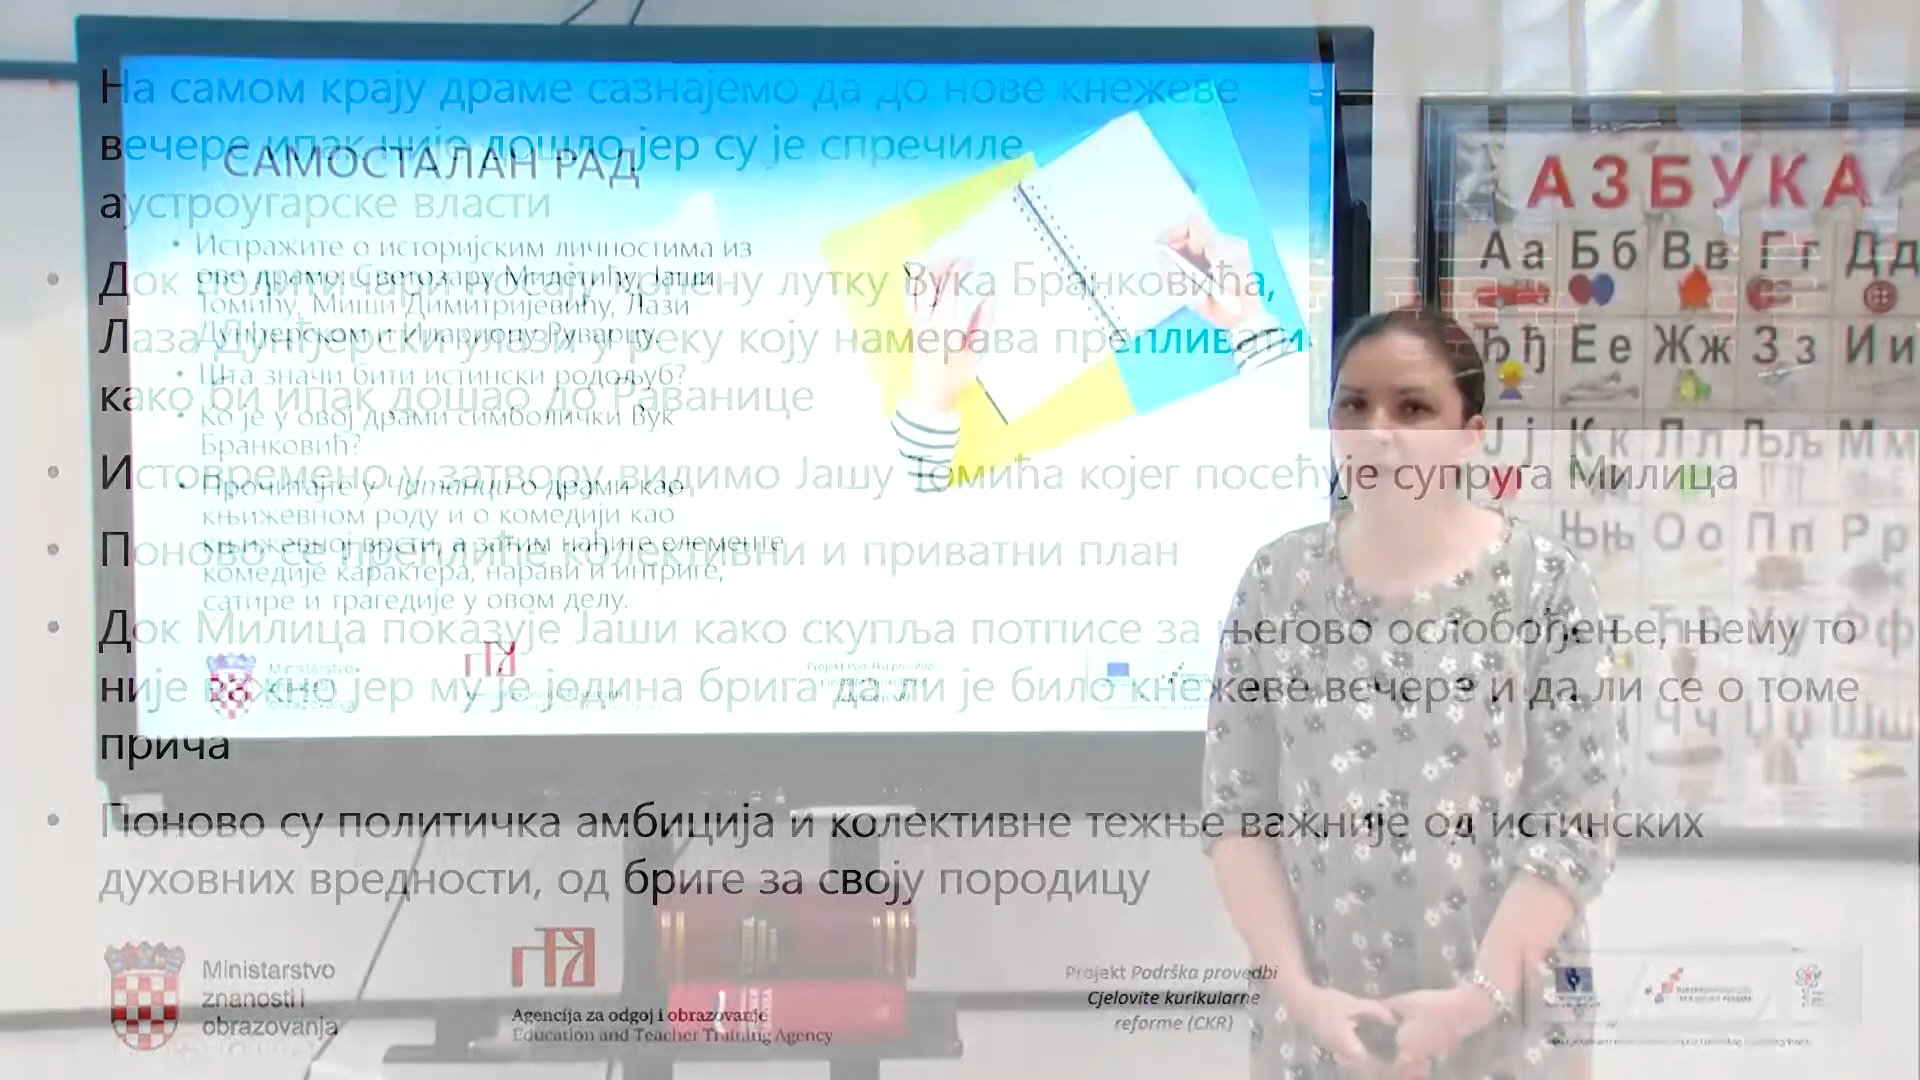 На самом крају драме сазнајемо да до нове кнежеве
вечере ипак није дошло јер су је спречиле
аустроугарске власти
Лаза Дунђерски улази у реку коју намерава препливати
како би ипак дошао до Раванице
Истовремено у затвору видимо Јашу Томића којег посећује супруга Милица
Поново се преплиће колективни и приватни план
Док Милица показује Јаши како скупља потписе за његово ослобођење, њему то
није важно јер му је једина брига да ли је било кнежеве вечере и да ли се о томе
прича
Поново су политичка амбиција и колективне тежње важније од истинских
духовних вредности, од бриге за своју породицу
САМОСТАЛАН РАД
Истражите о историјским личностима из
ове драме: Светозару Милетићу, Јаши
Томићу, Миши Димитријевићу, Лази
Дунђерском и Илариону Руварцу.
Шта значи бити истински родољуб?
Ко је у овој драми симболички Вук
Бранковић?
Прочитајте у Читанци о драми као
књижевном роду и о комедији као
књижевној врсти, а затим нађите елементе
комедије карактера, нарави и интриге,
сатире и трагедије у овом делу.
АЗБУКА
Аа Бб Вв Гг Дд
Ђђ Ее Жж Зз Ии
Јј Кк Лл Љљ Мм
Њњ Оо Пп Рр
Ћћ Уу Фф
Чч Џџ Шш
Ministarstvo
znanosti i
obrazovanja
Agencija za odgoj i obrazovanje
Education and Teacher Training Agency
Projekt Podrška provedbi
Cjelovite kurikularne
reforme (CKR)